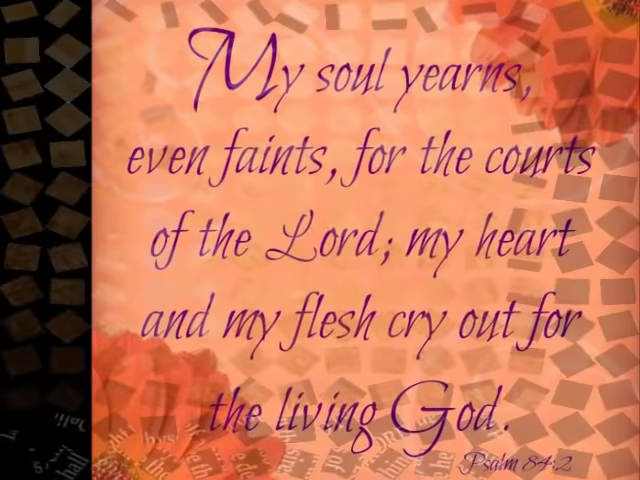 My soul yearns,
even faints, for the courts
of the Lord; my heart
and my flesh cry out for
the living God.
Psalm 84:2